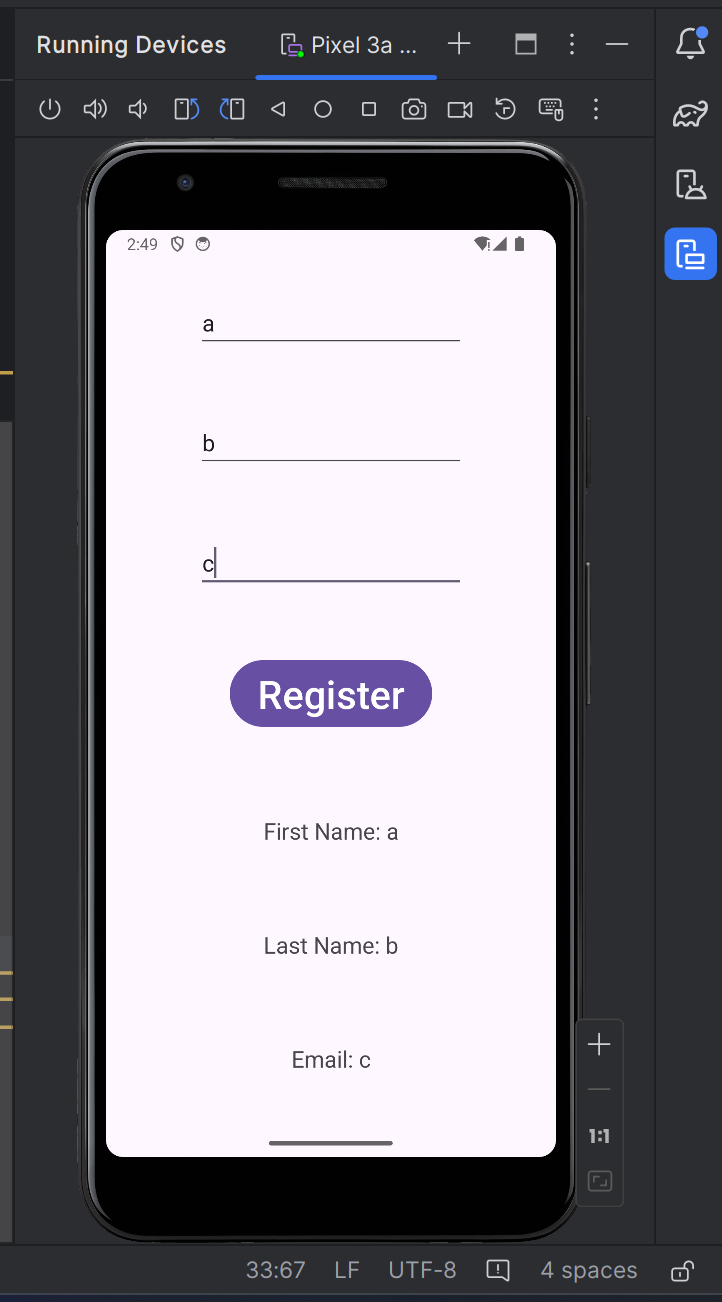 Running Devices
Pixel 3a ...
2:49
a
b
c
Register
First Name: a
Last Name: b
Email: c
1:1
33:67 LF UTF-8 4 spaces